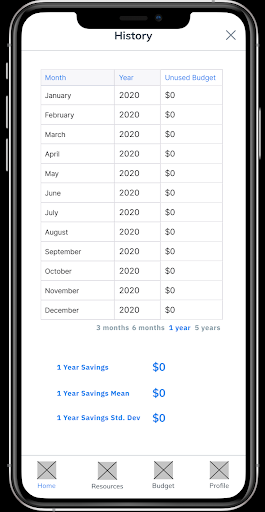 History
Month Year Unused Budget
January 2020 $0
February 2020 $0
March 2020 $0
April 2020 $0
May 2020 $0
June 2020 $0
July 2020 $0
August 2020 $0
September 2020 $0
October 2020 $0
November 2020 $0
December 2020 $0
3 months 6 months 1 year 5 years
1 Year Savings $0
1 Year Savings Mean $0
1 Year Savings Std. Dev $0
Home Resources Budget Profile